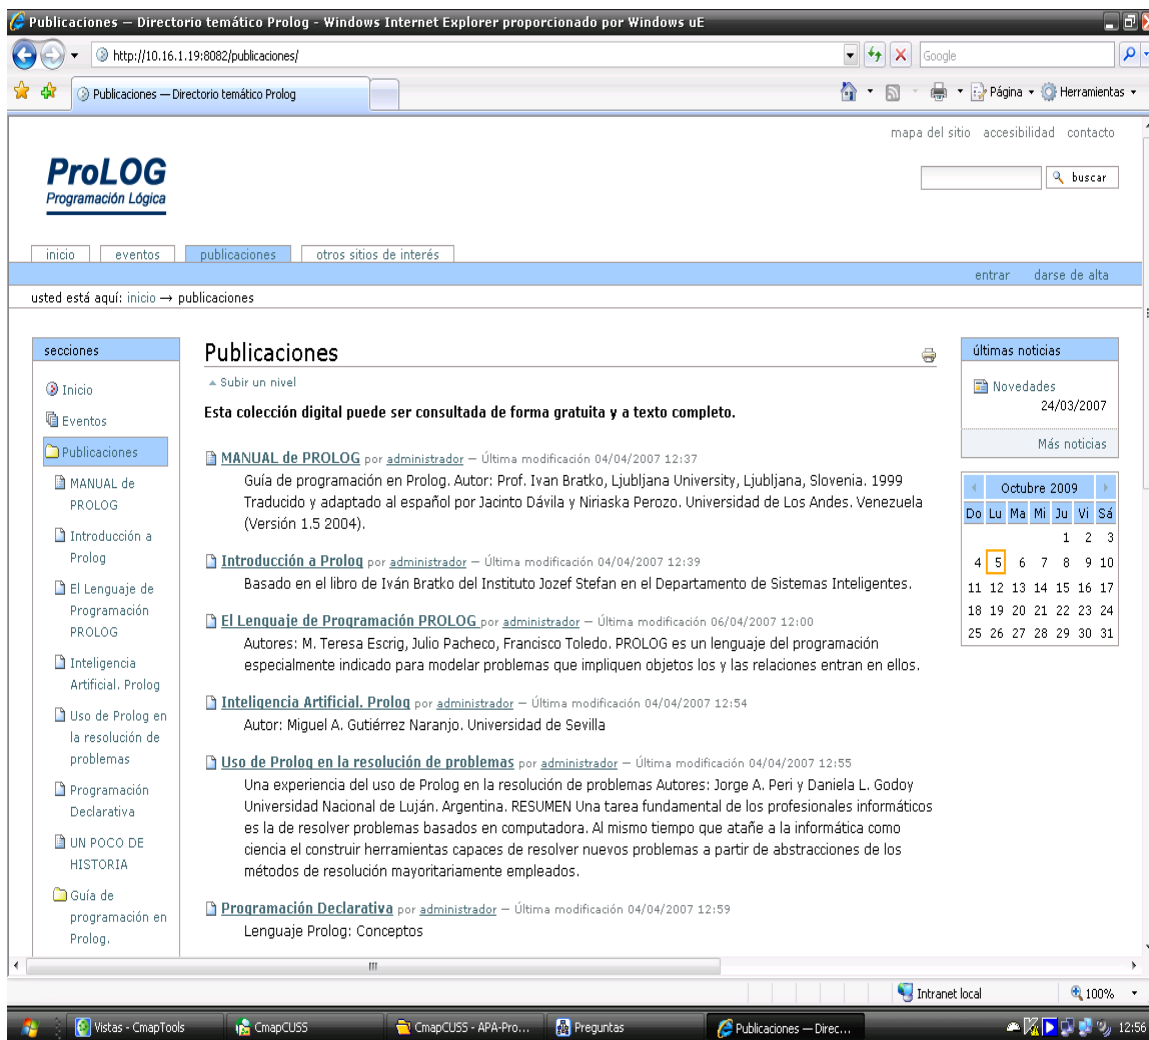 Publicaciones — Directorio temático Prolog - Windows Internet Explorer proporcionado por Windows uE
http://10.16.1.19:8082/publicaciones/
Google
Publicaciones — Directorio temático Prolog
Página
Herramientas
mapa del sitio accesibilidad contacto
ProLOG
Programación Lógica
buscar
inicio eventos publicaciones otros sitios de interés
entrar darse de alta
usted está aquí: inicio → publicaciones
secciones
Inicio
Eventos
Publicaciones
MANUAL de
PROLOG
Introducción a
Prolog
El Lenguaje de
Programación
PROLOG
Inteligencia
Artificial. Prolog
Uso de Prolog en
la resolución de
problemas
Programación
Declarativa
UN POCO DE
HISTORIA
Guía de
programación en
Prolog.
Publicaciones
Subir un nivel
Esta colección digital puede ser consultada de forma gratuita y a texto completo.
MANUAL de PROLOG por administrador — Última modificación 04/04/2007 12:37
Guía de programación en Prolog. Autor: Prof. Ivan Bratko, Ljubljana University, Ljubljana, Slovenia. 1999
Traducido y adaptado al español por Jacinto Dávila y Niriaska Perozo. Universidad de Los Andes. Venezuela
(Versión 1.5 2004).
Introducción a Prolog por administrador — Última modificación 04/04/2007 12:39
Basado en el libro de Iván Bratko del Instituto Jozef Stefan en el Departamento de Sistemas Inteligentes.
El Lenguaje de Programación PROLOG por administrador — Última modificación 06/04/2007 12:00
Autores: M. Teresa Escrig, Julio Pacheco, Francisco Toledo. PROLOG es un lenguaje del programación
especialmente indicado para modelar problemas que impliquen objetos los y las relaciones entran en ellos.
Inteligencia Artificial. Prolog por administrador — Última modificación 04/04/2007 12:54
Autor: Miguel A. Gutiérrez Naranjo. Universidad de Sevilla
Uso de Prolog en la resolución de problemas por administrador — Última modificación 04/04/2007 12:55
Una experiencia del uso de Prolog en la resolución de problemas Autores: Jorge A. Peri y Daniela L. Godoy
Universidad Nacional de Luján. Argentina. RESUMEN Una tarea fundamental de los profesionales informáticos
es la de resolver problemas basados en computadora. Al mismo tiempo que atañe a la informática como
ciencia el construir herramientas capaces de resolver nuevos problemas a partir de abstracciones de los
métodos de resolución mayoritariamente empleados.
Programación Declarativa por administrador — Última modificación 04/04/2007 12:59
Lenguaje Prolog: Conceptos
últimas noticias
Novedades
24/03/2007
Más noticias
Octubre 2009
Do Lu Ma Mi Ju Vi Sá
1 2 3
4 5 6 7 8 9 10
11 12 13 14 15 16 17
18 19 20 21 22 23 24
25 26 27 28 29 30 31
Intranet local
100%
Vistas - CmapTools
CmapCUSS
CmapCUSS - APA-Pro...
Preguntas
Publicaciones — Direc...
12:56